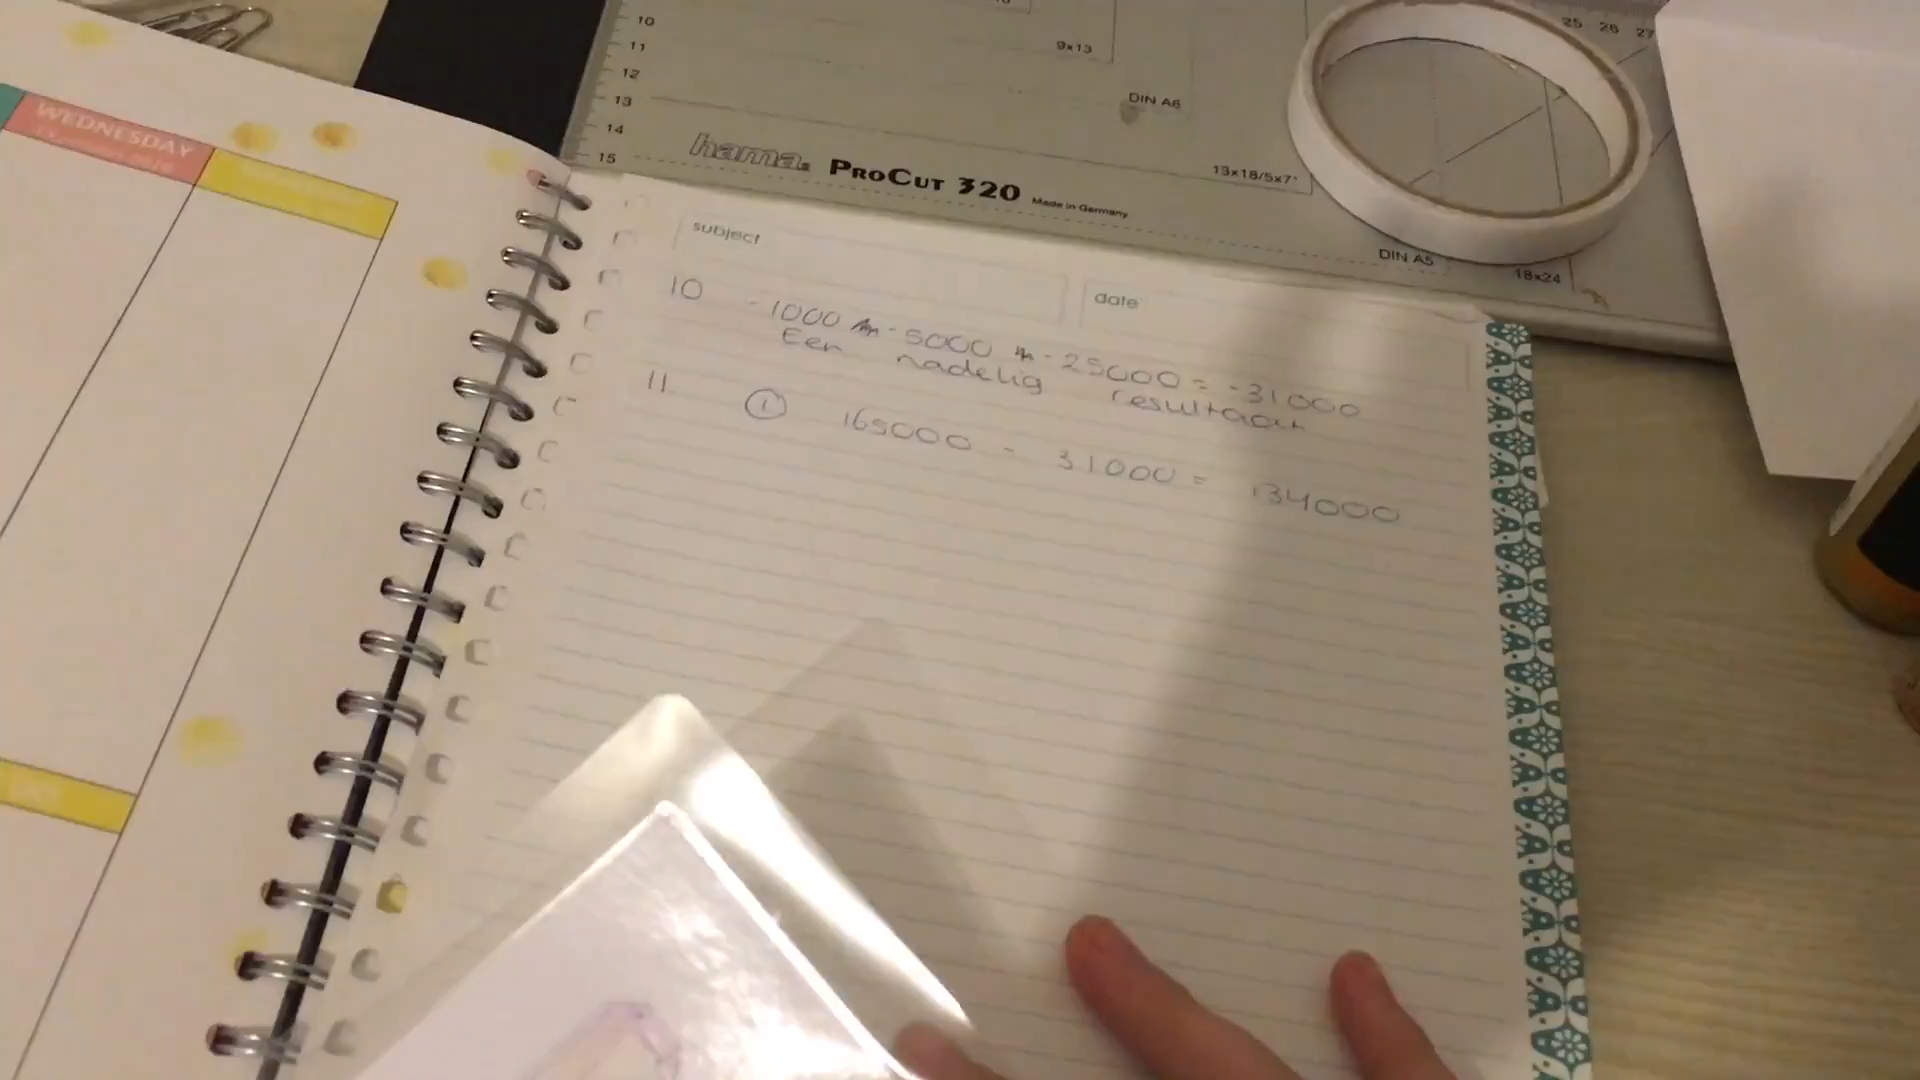 WEDNESDAY
10
11
12
13
14
15
9x13
DIN A6
25 26 27
hama
PROCUT 320 Made in Germany
13x18/5x7"
DIN A5
18x24
subject
date
10 -1000 -5000 -25000 = -31000
Een nadelig resultaat
11. ① 165000 - 31000 = 134000